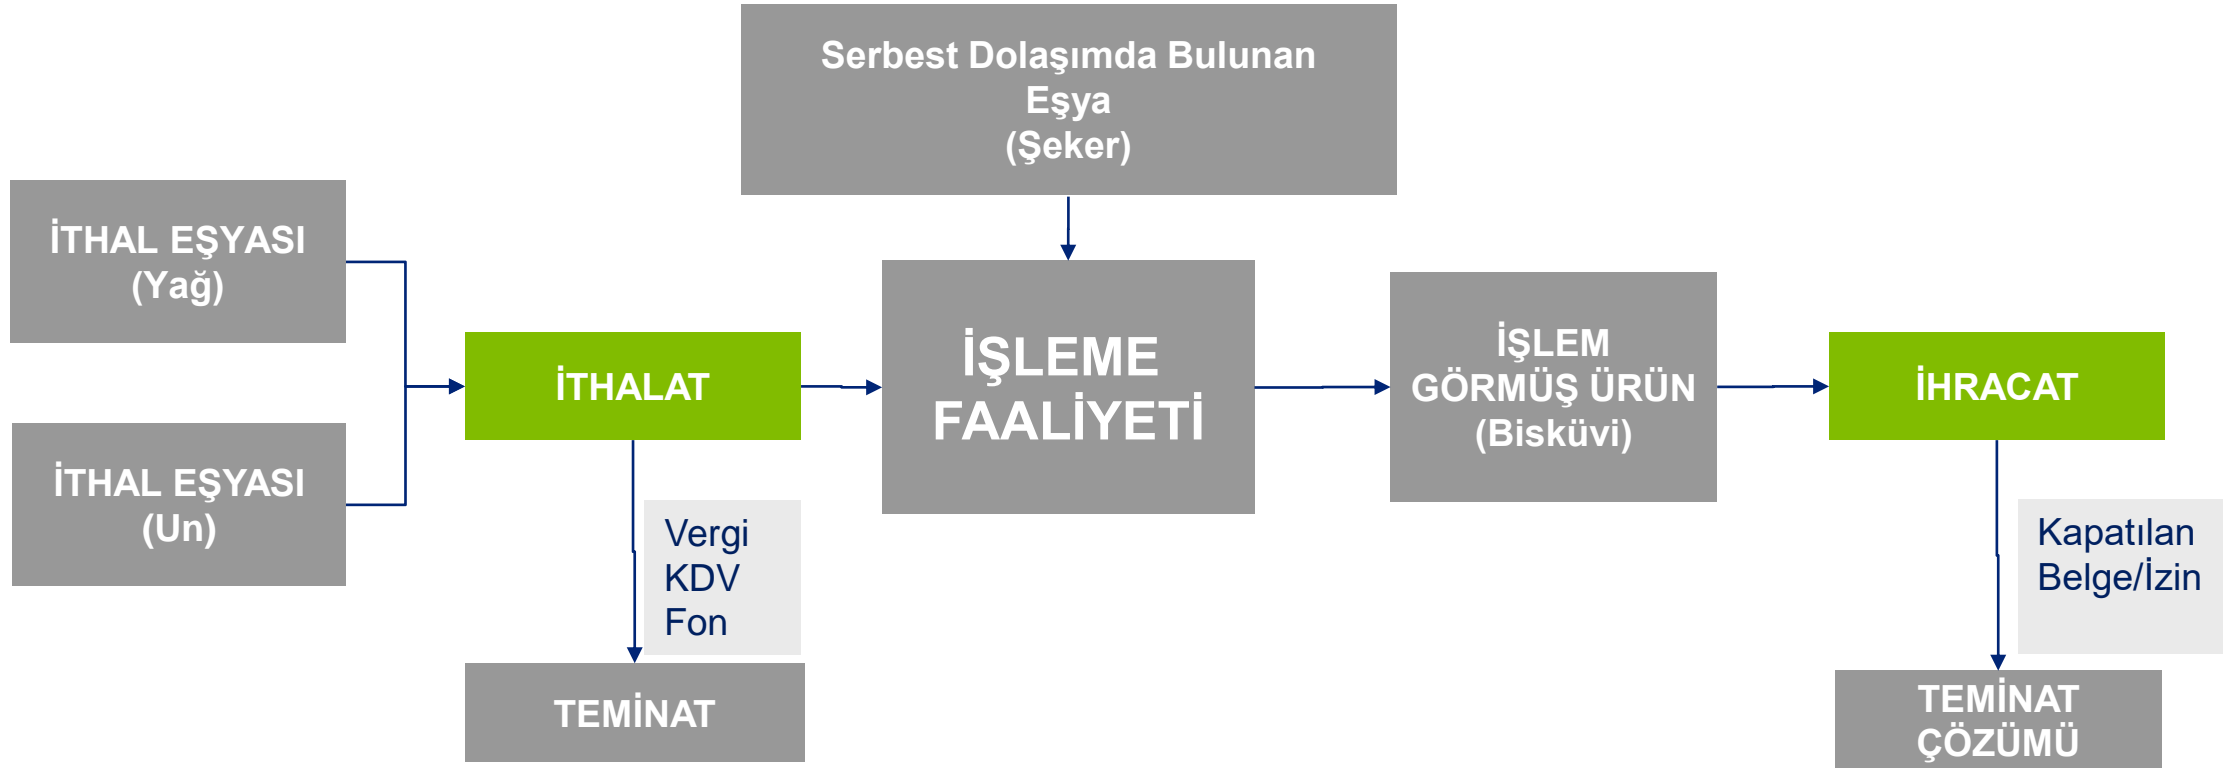 Serbest Dolaşımda Bulunan
Eşya
(Şeker)
İTHAL EŞYASI
(Yağ)
İTHAL EŞYASI
(Un)
İTHALAT
İŞLEME
FAALİYETİ
İŞLEM
GÖRMÜŞ ÜRÜN
(Bisküvi)
İHRACAT
Vergi
KDV
Fon
Kapatılan
Belge/İzin
TEMİNAT
TEMİNAT
ÇÖZÜMÜ